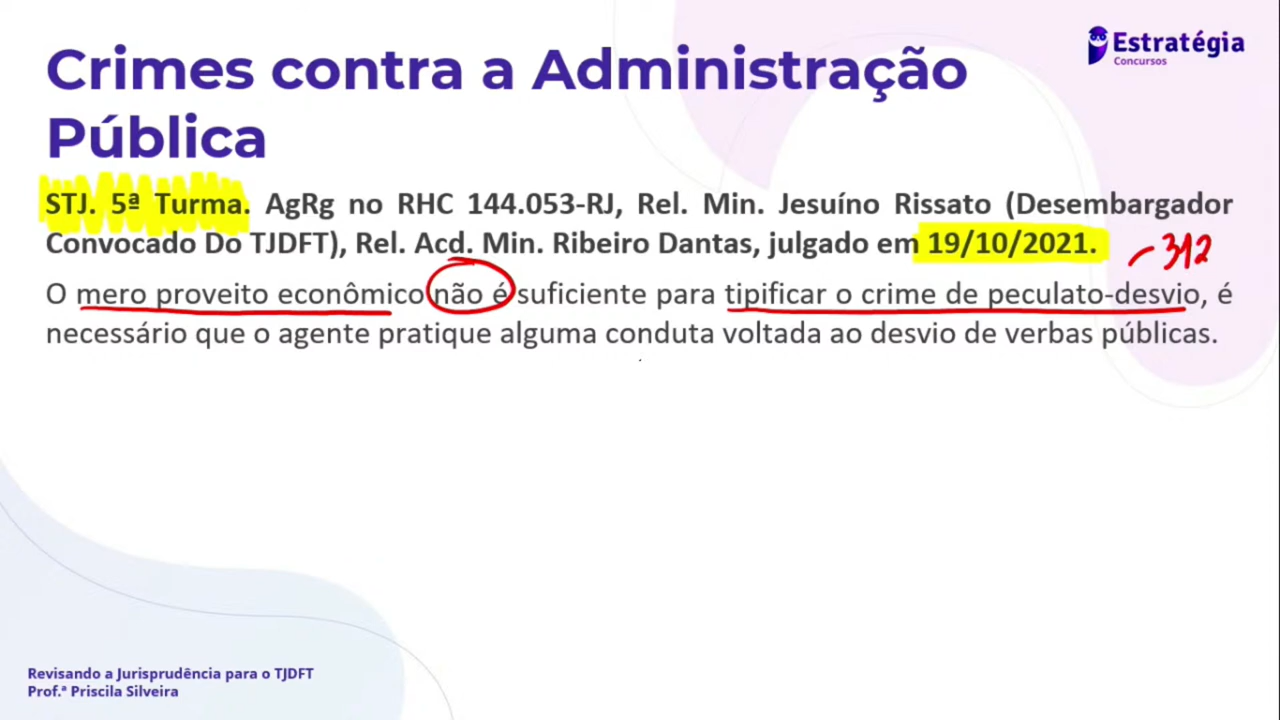 Estratégia
Concursos
Crimes contra a Administração
Pública
STJ. 5ª Turma. AgRg no RHC 144.053-RJ, Rel. Min. Jesuíno Rissato (Desembargador
Convocado Do TJDFT), Rel. Acd. Min. Ribeiro Dantas, julgado em 19/10/2021.
312
O mero proveito econômico não é suficiente para tipificar o crime de peculato-desvio, é
necessário que o agente pratique alguma conduta voltada ao desvio de verbas públicas.
Revisando a Jurisprudência para o TJDFT
Prof.ª Priscila Silveira